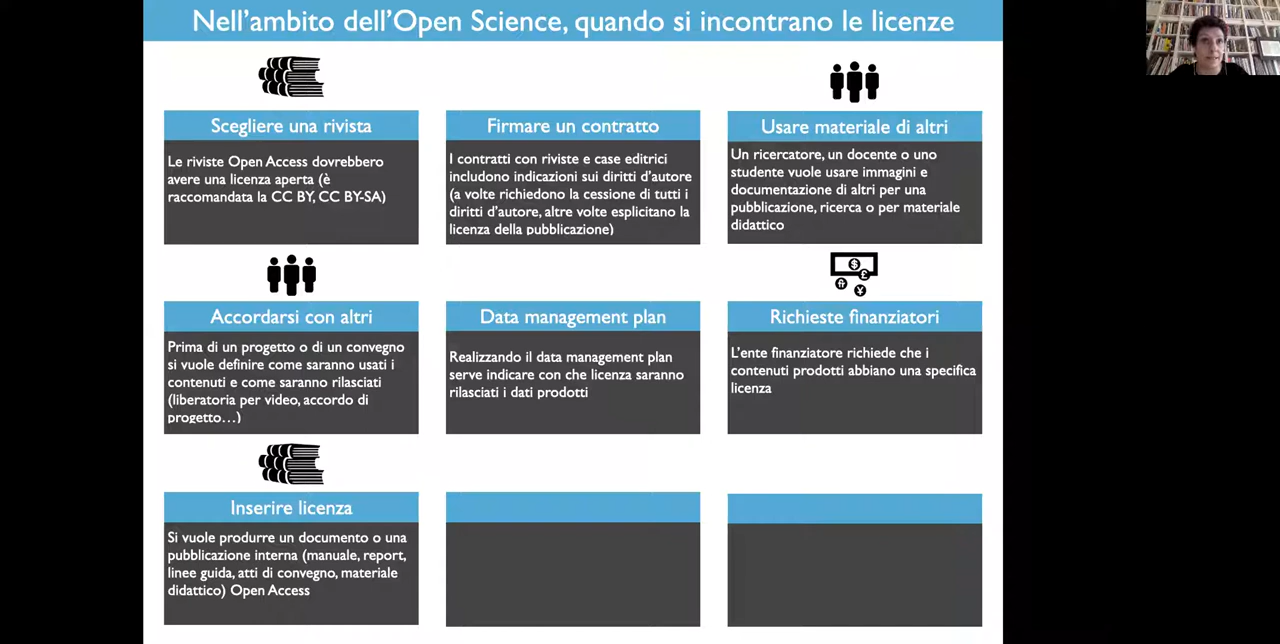 Nell'ambito dell'Open Science, quando si incontrano le licenze
Scegliere una rivista
Le riviste Open Access dovrebbero
avere una licenza aperta (è
raccomandata la CC BY, CC BY-SA)
Firmare un contratto
I contratti con riviste e case editrici
includono indicazioni sui diritti d'autore
(a volte richiedono la cessione di tutti i
diritti d'autore, altre volte esplicitano la
licenza della pubblicazione)
Usare materiale di altri
Un ricercatore, un docente o uno
studente vuole usare immagini e
documentazione di altri per una
pubblicazione, ricerca o per materiale
didattico
Accordarsi con altri
Prima di un progetto o di un convegno
si vuole definire come saranno usati i
contenuti e come saranno rilasciati
(liberatoria per video, accordo di
progetto…)
Data management plan
Realizzando il data management plan
serve indicare con che licenza saranno
rilasciati i dati prodotti
Richieste finanziatori
L'ente finanziatore richiede che i
contenuti prodotti abbiano una specifica
licenza
Inserire licenza
Si vuole produrre un documento o una
pubblicazione interna (manuale, report,
linee guida, atti di convegno, materiale
didattico) Open Access